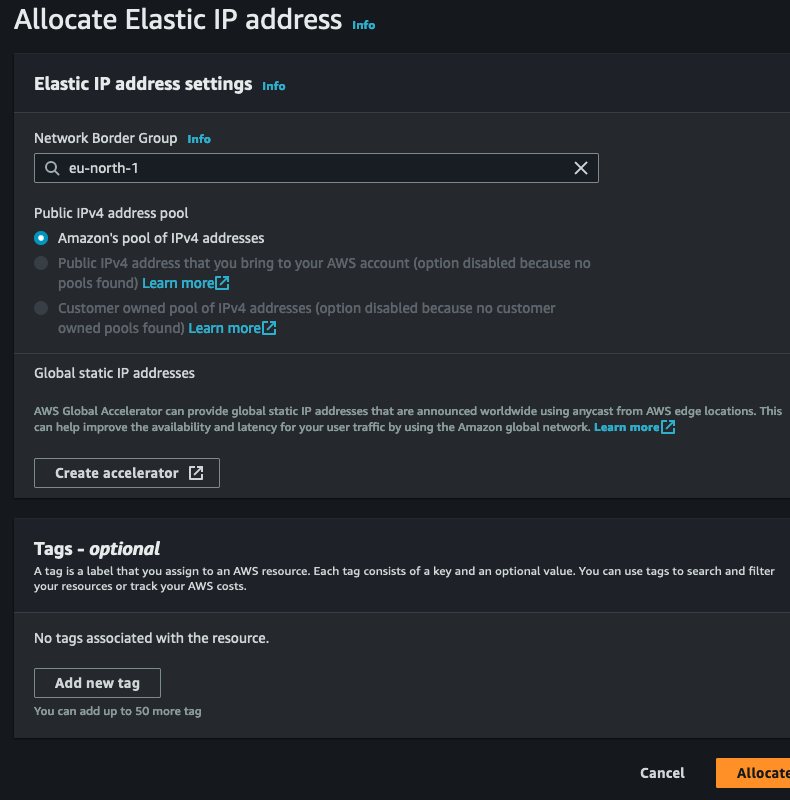 Allocate Elastic IP address Info
Elastic IP address settings Info
Network Border Group Info
eu-north-1
Public IPv4 address pool
Amazon's pool of IPv4 addresses
Public IPv4 address that you bring to your AWS account (option disabled because no
pools found) Learn more
Customer owned pool of IPv4 addresses (option disabled because no customer
owned pools found) Learn more
Global static IP addresses
AWS Global Accelerator can provide global static IP addresses that are announced worldwide using anycast from AWS edge locations. This
can help improve the availability and latency for your user traffic by using the Amazon global network. Learn more
Create accelerator
Tags - optional
A tag is a label that you assign to an AWS resource. Each tag consists of a key and an optional value. You can use tags to search and filter
your resources or track your AWS costs.
No tags associated with the resource.
Add new tag
You can add up to 50 more tag
Cancel
Allocate